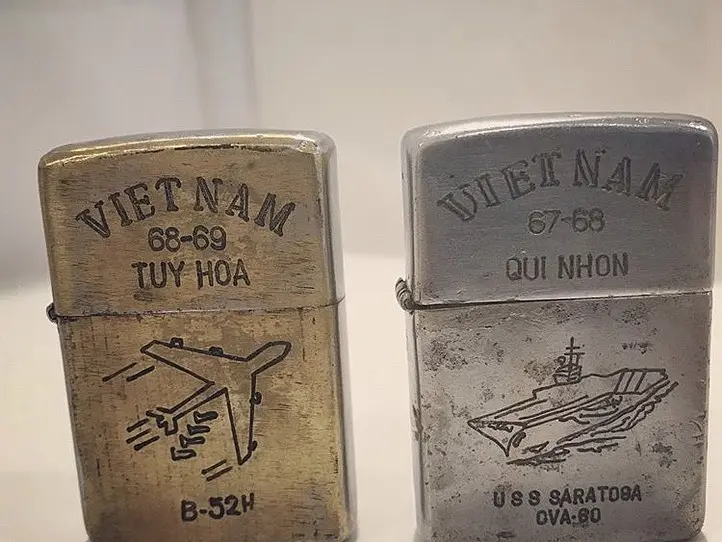 VIETNAM
68-69
TUY HOA
B-52H
VIETNAM
67-68
QUI NHON
USS SARATOGA
CVA-60